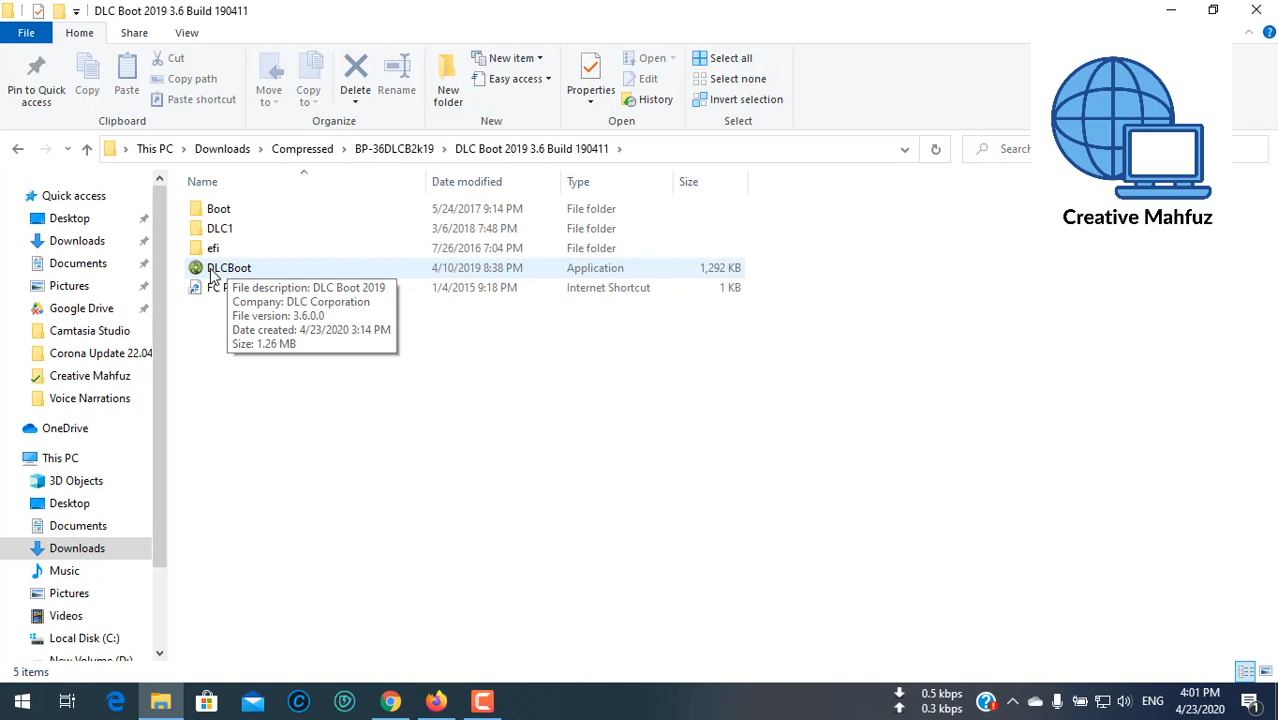 DLC Boot 2019 3.6 Build 190411
File Home Share View
Pin to Quick access
Copy
Paste
Cut
Copy path
Paste shortcut
Clipboard
Move to
Copy to
Delete
Rename
Organize
New folder
New item
Easy access
New
Properties
Open
Edit
History
Open
Select all
Select none
Invert selection
Select
This PC Downloads Compressed BP-36DLCB2k19 DLC Boot 2019 3.6 Build 190411
Creative Mahfuz
Name Date modified Type Size
Boot 5/24/2017 9:14 PM File folder
DLC1 3/6/2018 7:48 PM File folder
efi 7/26/2016 7:04 PM File folder
DLCBoot 4/10/2019 8:38 PM Application 1,292 KB
1/4/2015 9:18 PM Internet Shortcut 1 KB
File description: DLC Boot 2019
Company: DLC Corporation
File version: 3.6.0.0
Date created: 4/23/2020 3:14 PM
Size: 1.26 MB
Quick access
Desktop
Downloads
Documents
Pictures
Google Drive
Camtasia Studio
Corona Update 22.04
Creative Mahfuz
Voice Narrations
OneDrive
This PC
3D Objects
Desktop
Documents
Downloads
Music
Pictures
Videos
Local Disk (C:)
New Volume (D:)
5 items
0.5 kbps
0.3 kbps
ENG
4:01 PM
4/23/2020